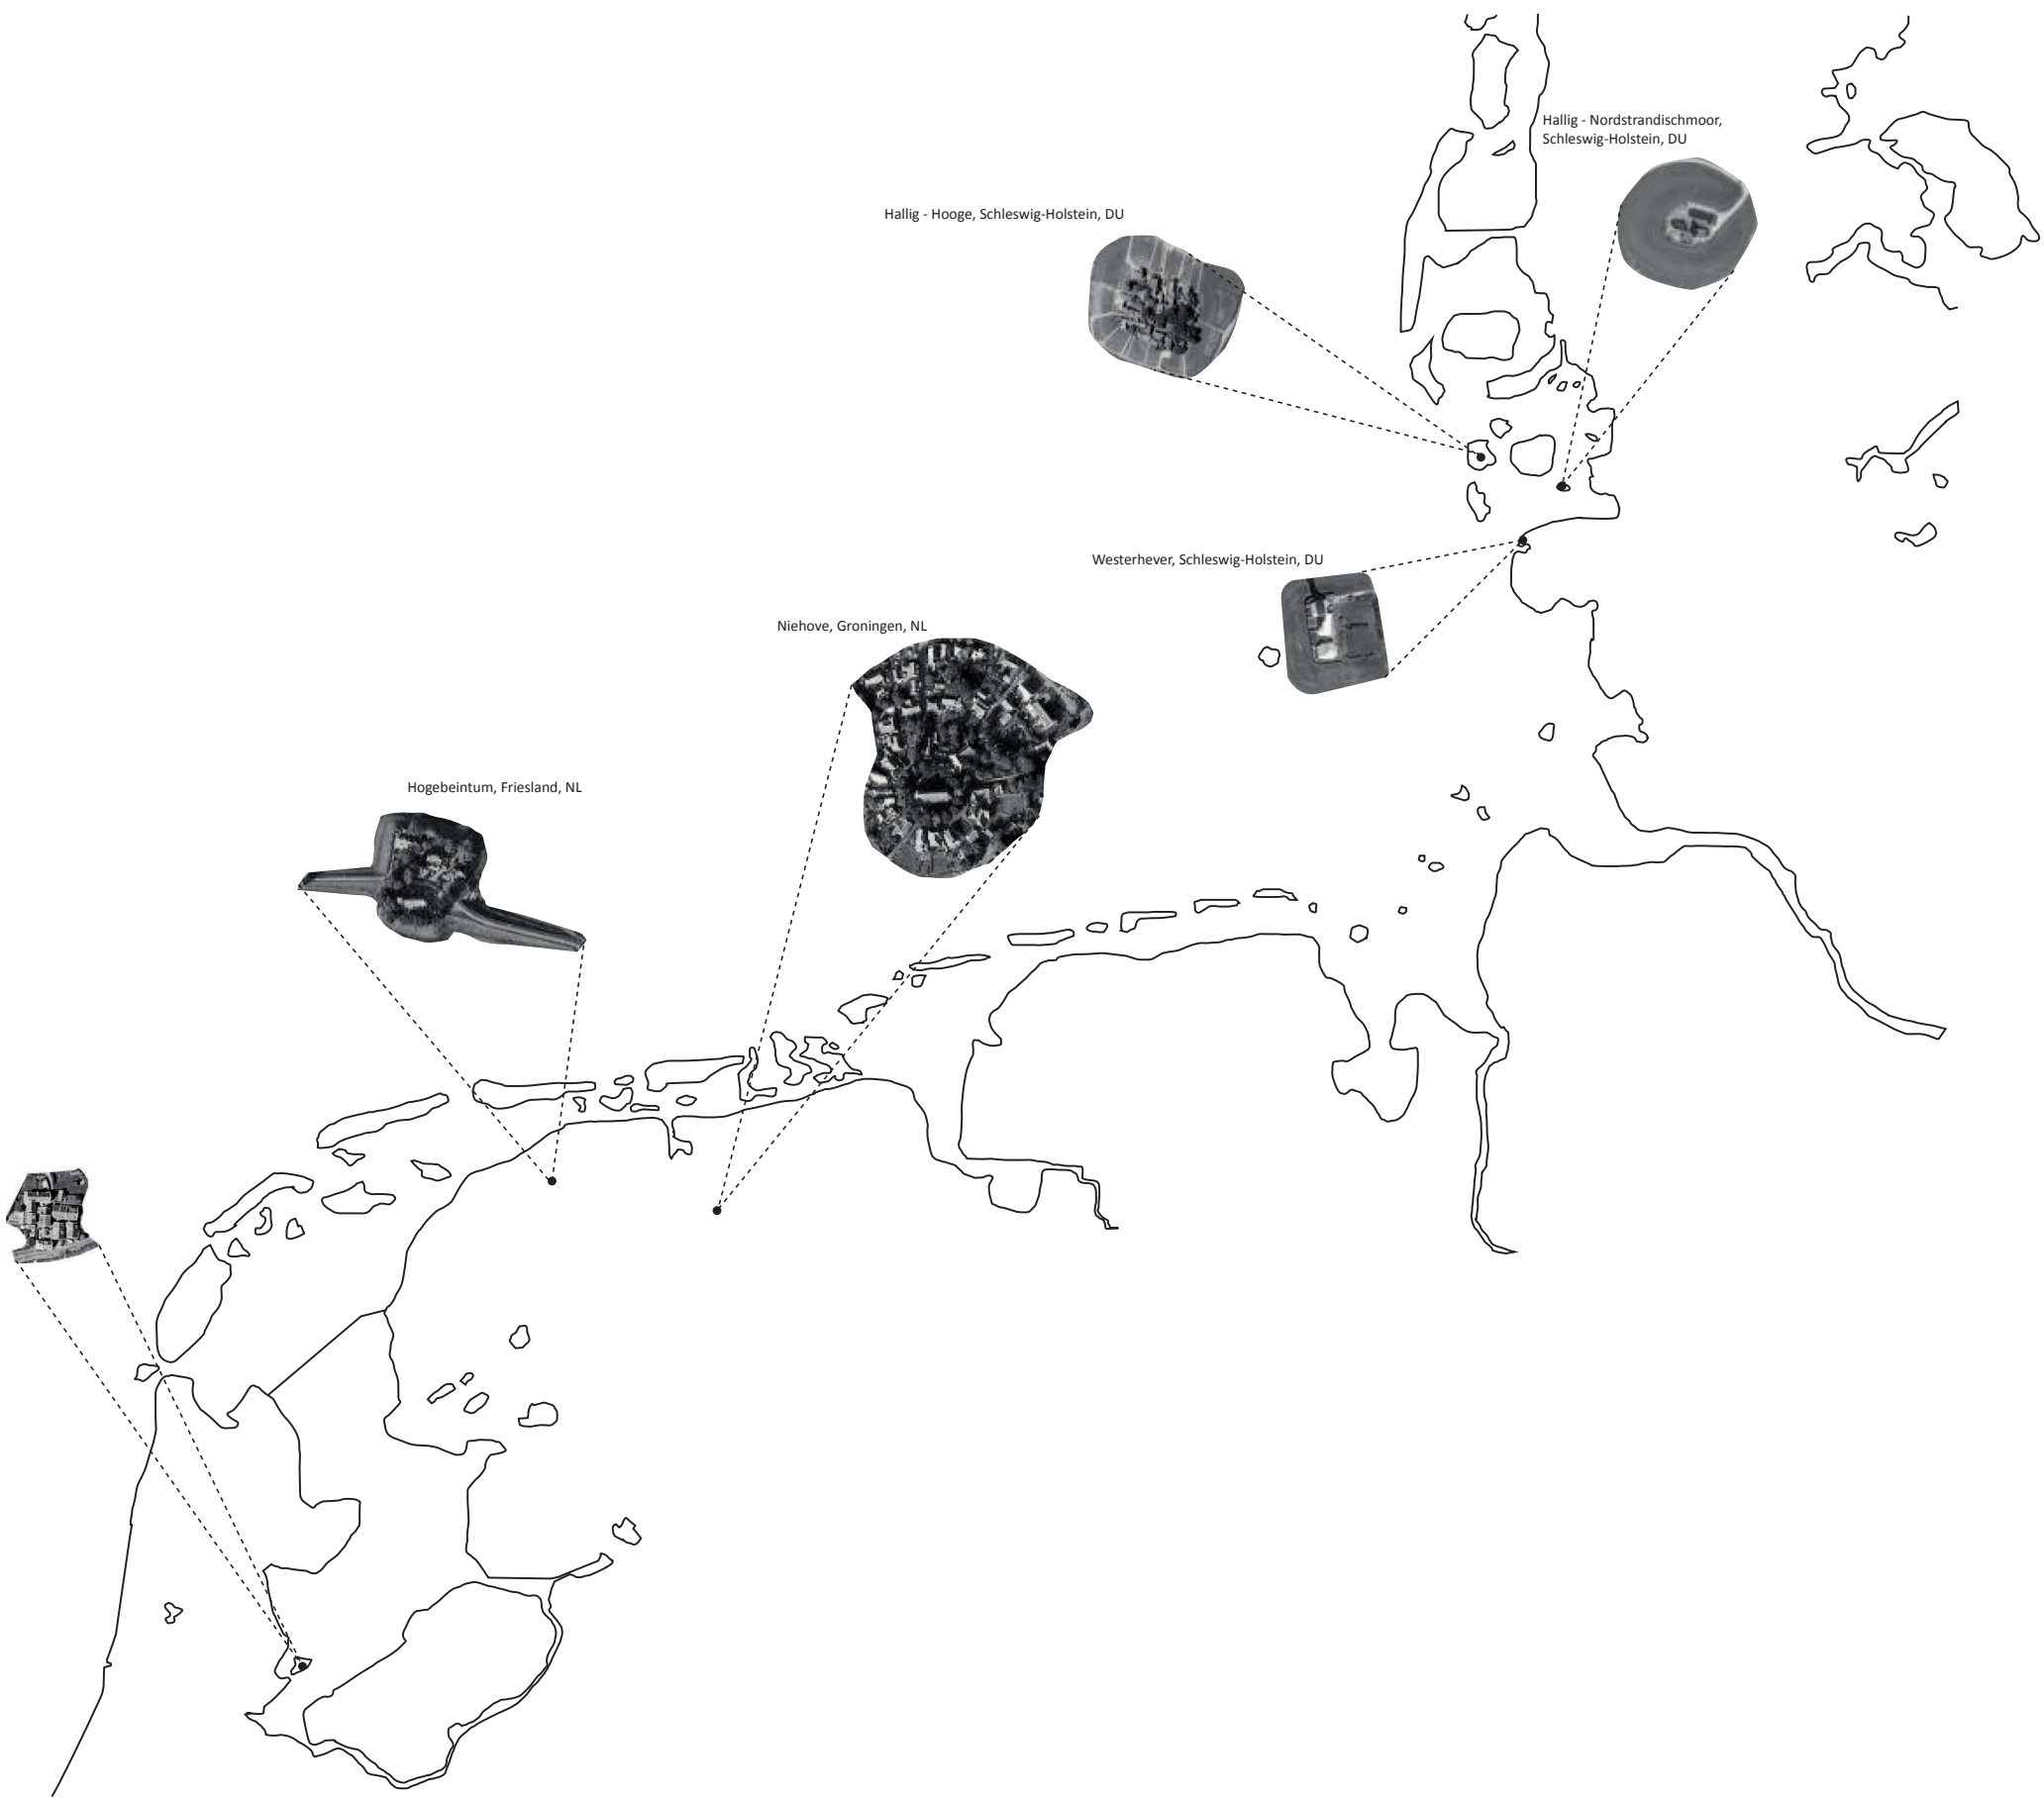 Hallig - Nordstrandischmoor,
Schleswig-Holstein, DU
Hallig - Hooge, Schleswig-Holstein, DU
Westerhever, Schleswig-Holstein, DU
Niehove, Groningen, NL
Hogebeintum, Friesland, NL